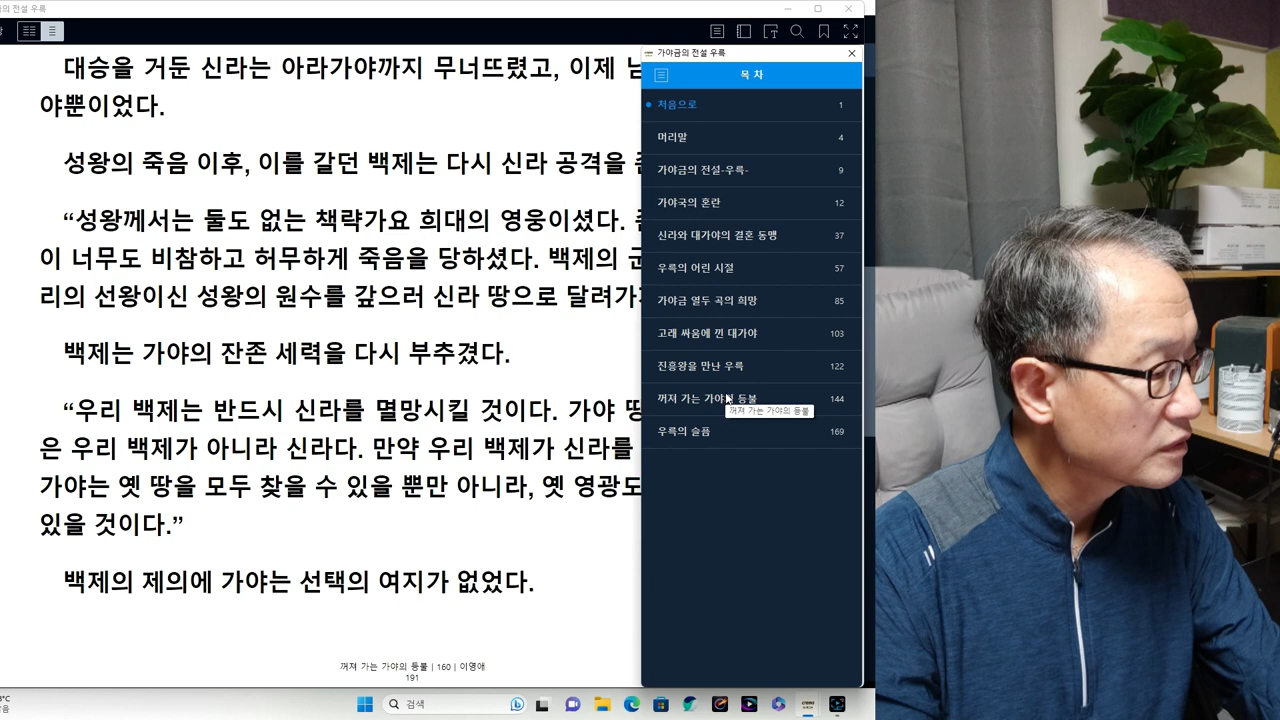 의 전설 우륵
대승을 거둔 신라는 아라가야까지 무너뜨렸고, 이제
야뿐이었다.
성왕의 죽음 이후, 이를 갈던 백제는 다시 신라 공격을
“성왕께서는 둘도 없는 책략가요 희대의 영웅이셨다.
이 너무도 비참하고 허무하게 죽음을 당하셨다. 백제의
리의 선왕이신 성왕의 원수를 갚으러 신라 땅으로 달려가
백제는 가야의 잔존 세력을 다시 부추겼다.
“우리 백제는 반드시 신라를 멸망시킬 것이다. 가야
은 우리 백제가 아니라 신라다. 만약 우리 백제가 신라를
가야는 옛 땅을 모두 찾을 수 있을 뿐만 아니라, 옛 영광도
있을 것이다.”
백제의 제의에 가야는 선택의 여지가 없었다.
꺼져 가는 가야의 등불 | 160 | 이영애
191
가야금의 전설 우륵
목 차
처음으로 1
머리말 4
가야금의 전설-우륵- 9
가야국의 혼란 12
신라와 대가야의 결혼 동맹 37
우륵의 어린 시절 57
가야금 열두 곡의 희망 85
고래 싸움에 낀 대가야 103
진흥왕을 만난 우륵 122
꺼져 가는 가야의 등불 144
꺼져 가는 가야의 등불
우륵의 슬픔 169
검색